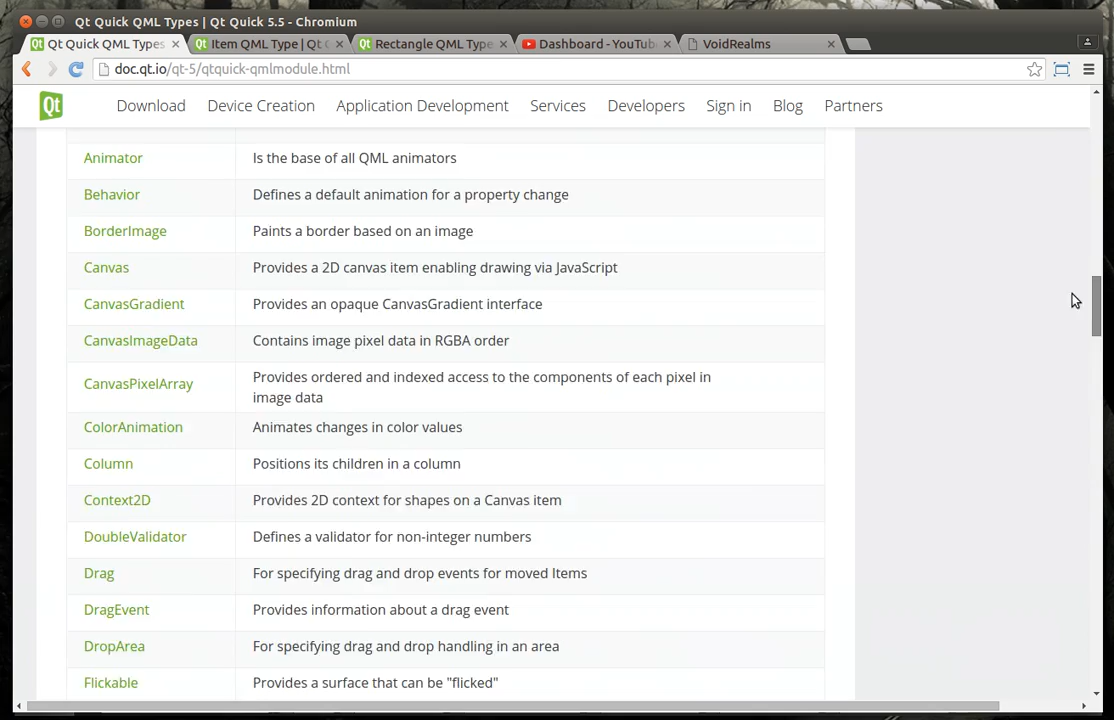 Qt Quick QML Types | Qt Quick 5.5 - Chromium
Qt Quick QML Types
Item QML Type | Qt
Rectangle QML Type
Dashboard - YouTub
VoidRealms
doc.qt.io/qt-5/qtquick-qmlmodule.html
Qt
Download
Device Creation
Application Development
Services
Developers
Sign in
Blog
Partners
Animator Is the base of all QML animators
Behavior Defines a default animation for a property change
BorderImage Paints a border based on an image
Canvas Provides a 2D canvas item enabling drawing via JavaScript
CanvasGradient Provides an opaque CanvasGradient interface
CanvasImageData Contains image pixel data in RGBA order
CanvasPixelArray Provides ordered and indexed access to the components of each pixel in
image data
ColorAnimation Animates changes in color values
Column Positions its children in a column
Context2D Provides 2D context for shapes on a Canvas item
DoubleValidator Defines a validator for non-integer numbers
Drag For specifying drag and drop events for moved Items
DragEvent Provides information about a drag event
DropArea For specifying drag and drop handling in an area
Flickable Provides a surface that can be "flicked"